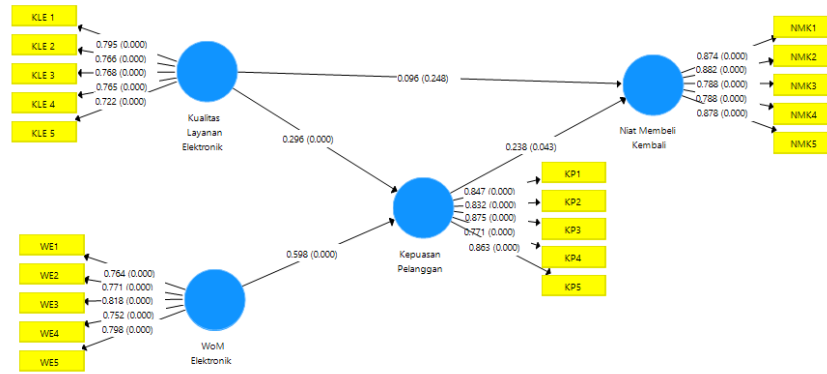 KLE 1
KLE 2
KLE 3
KLE 4
KLE 5
0.795 (0.000)
0.766 (0.000)
0.768 (0.000)
0.765 (0.000)
0.722 (0.000)
Kualitas
Layanan
Elektronik
0.096 (0.248)
0.296 (0.000)
0.238 (0.043)
0.598 (0.000)
NMK1
NMK2
NMK3
NMK4
NMK5
0.874 (0.000)
0.882 (0.000)
0.788 (0.000)
0.788 (0.000)
0.878 (0.000)
Niat Membeli
Kembali
KP1
KP2
KP3
KP4
KP5
0.847 (0.000)
0.832 (0.000)
0.875 (0.000)
0.771 (0.000)
0.863 (0.000)
Kepuasan
Pelanggan
WE1
WE2
WE3
WE4
WE5
0.764 (0.000)
0.771 (0.000)
0.818 (0.000)
0.752 (0.000)
0.798 (0.000)
WoM
Elektronik